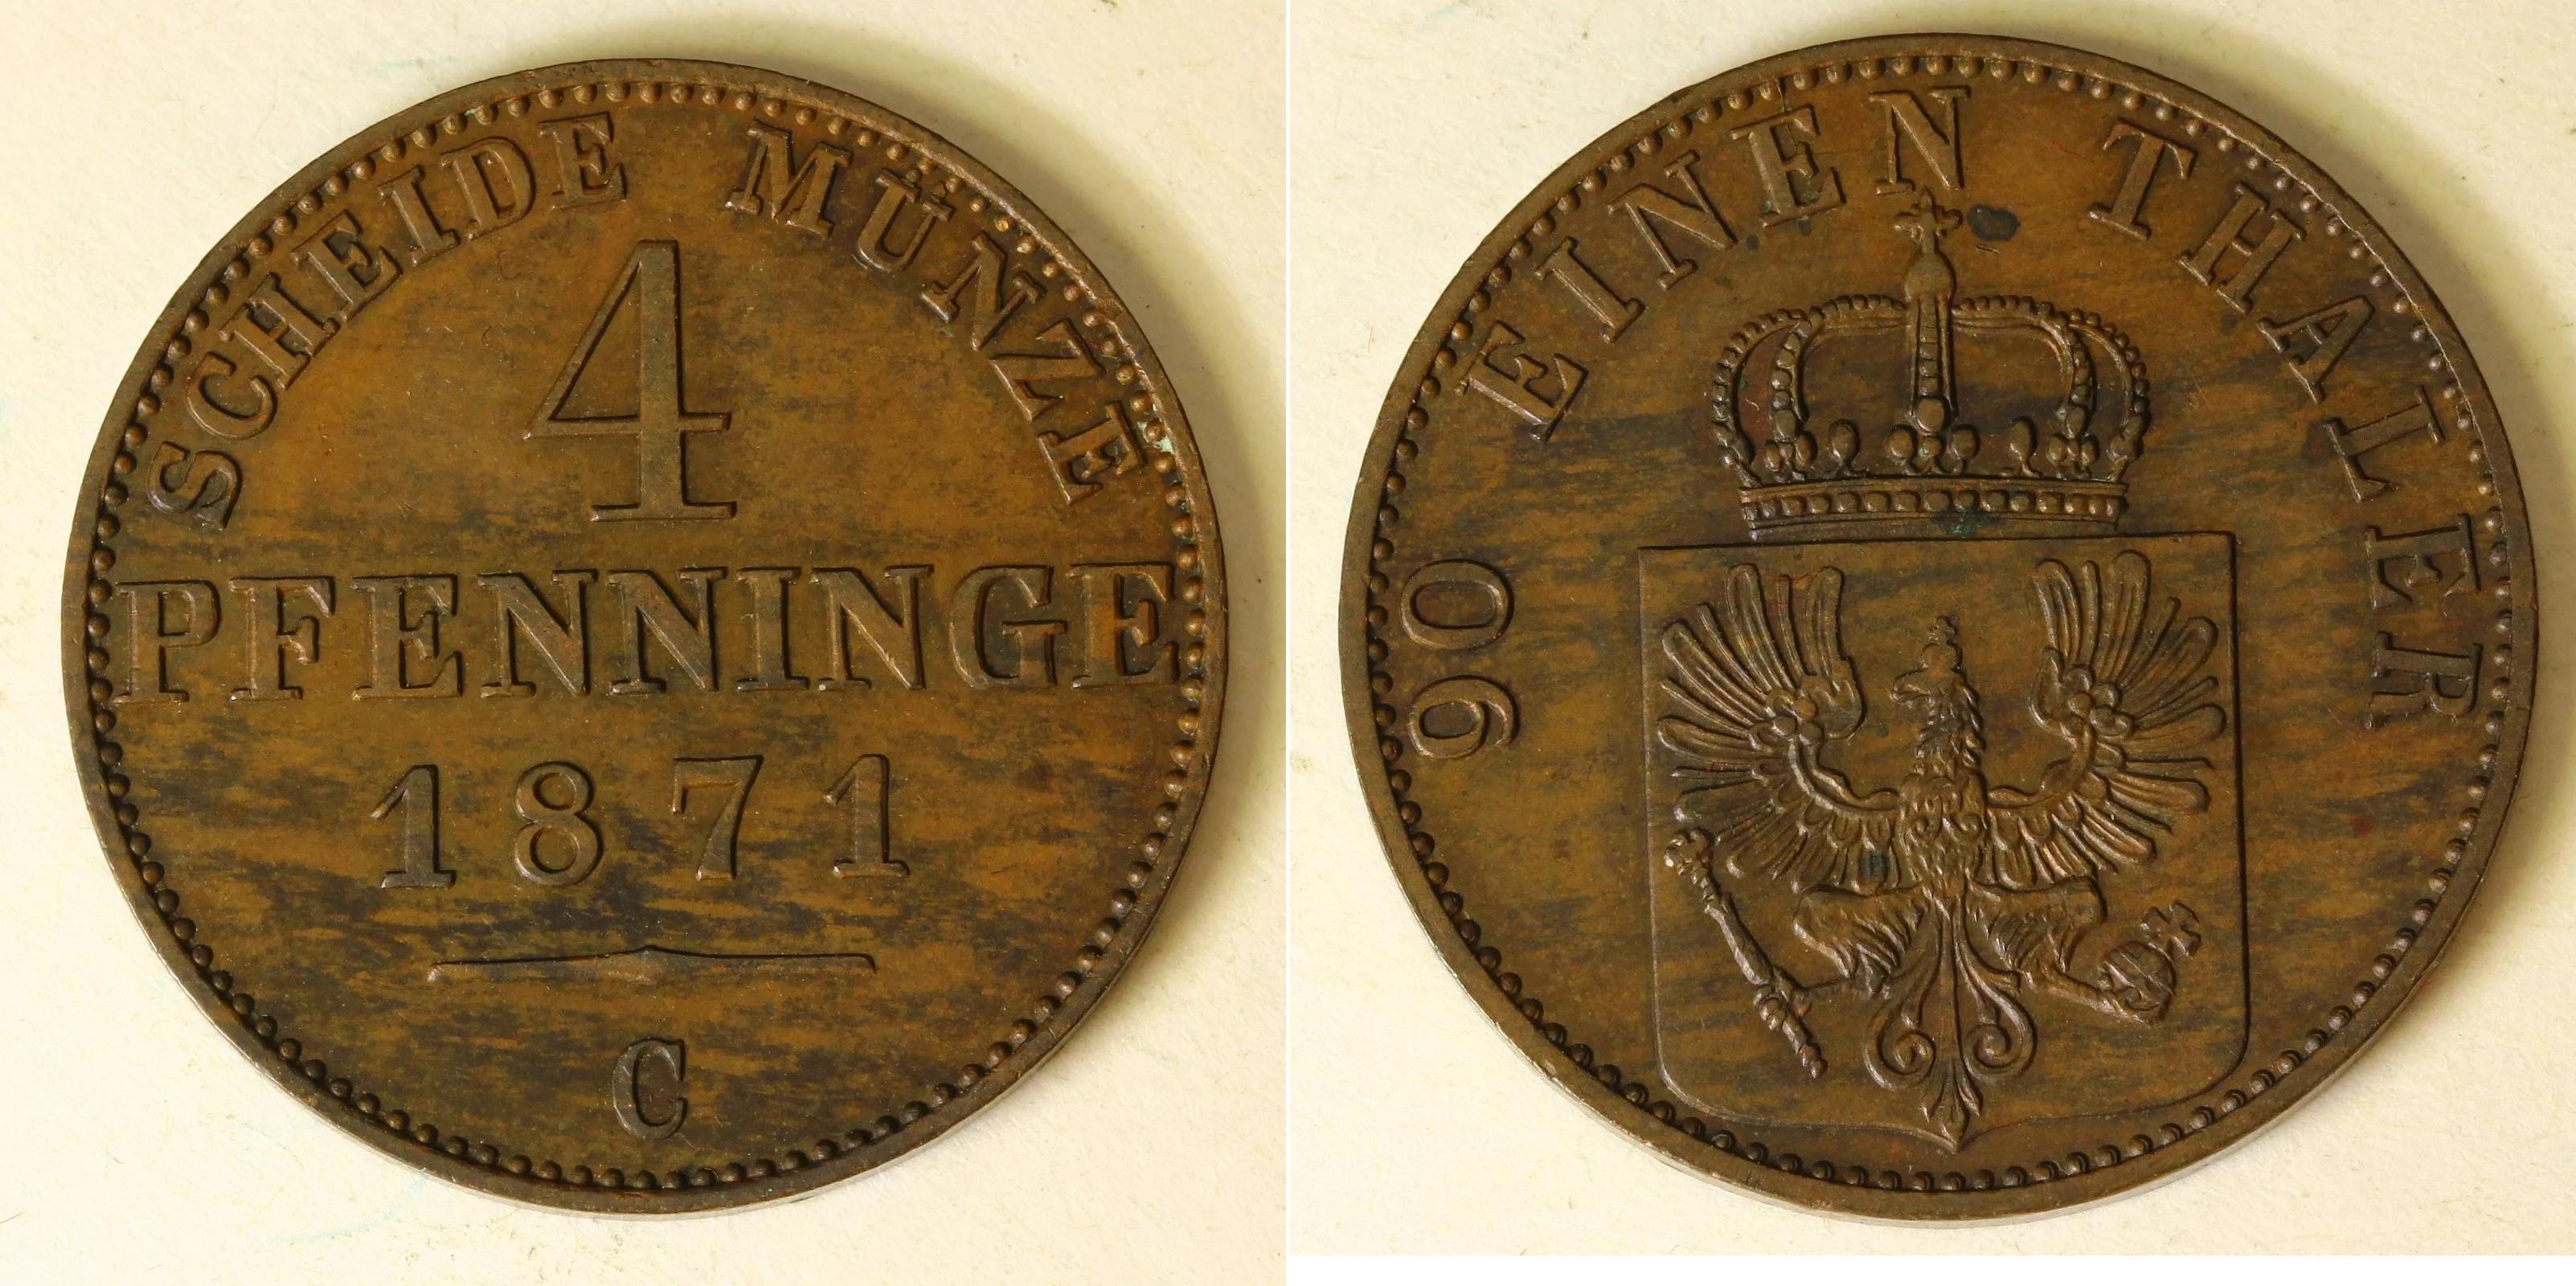 SCHEIDE MÜNZE
4
PFENNINGE
1871
C
90 EINEN THALER